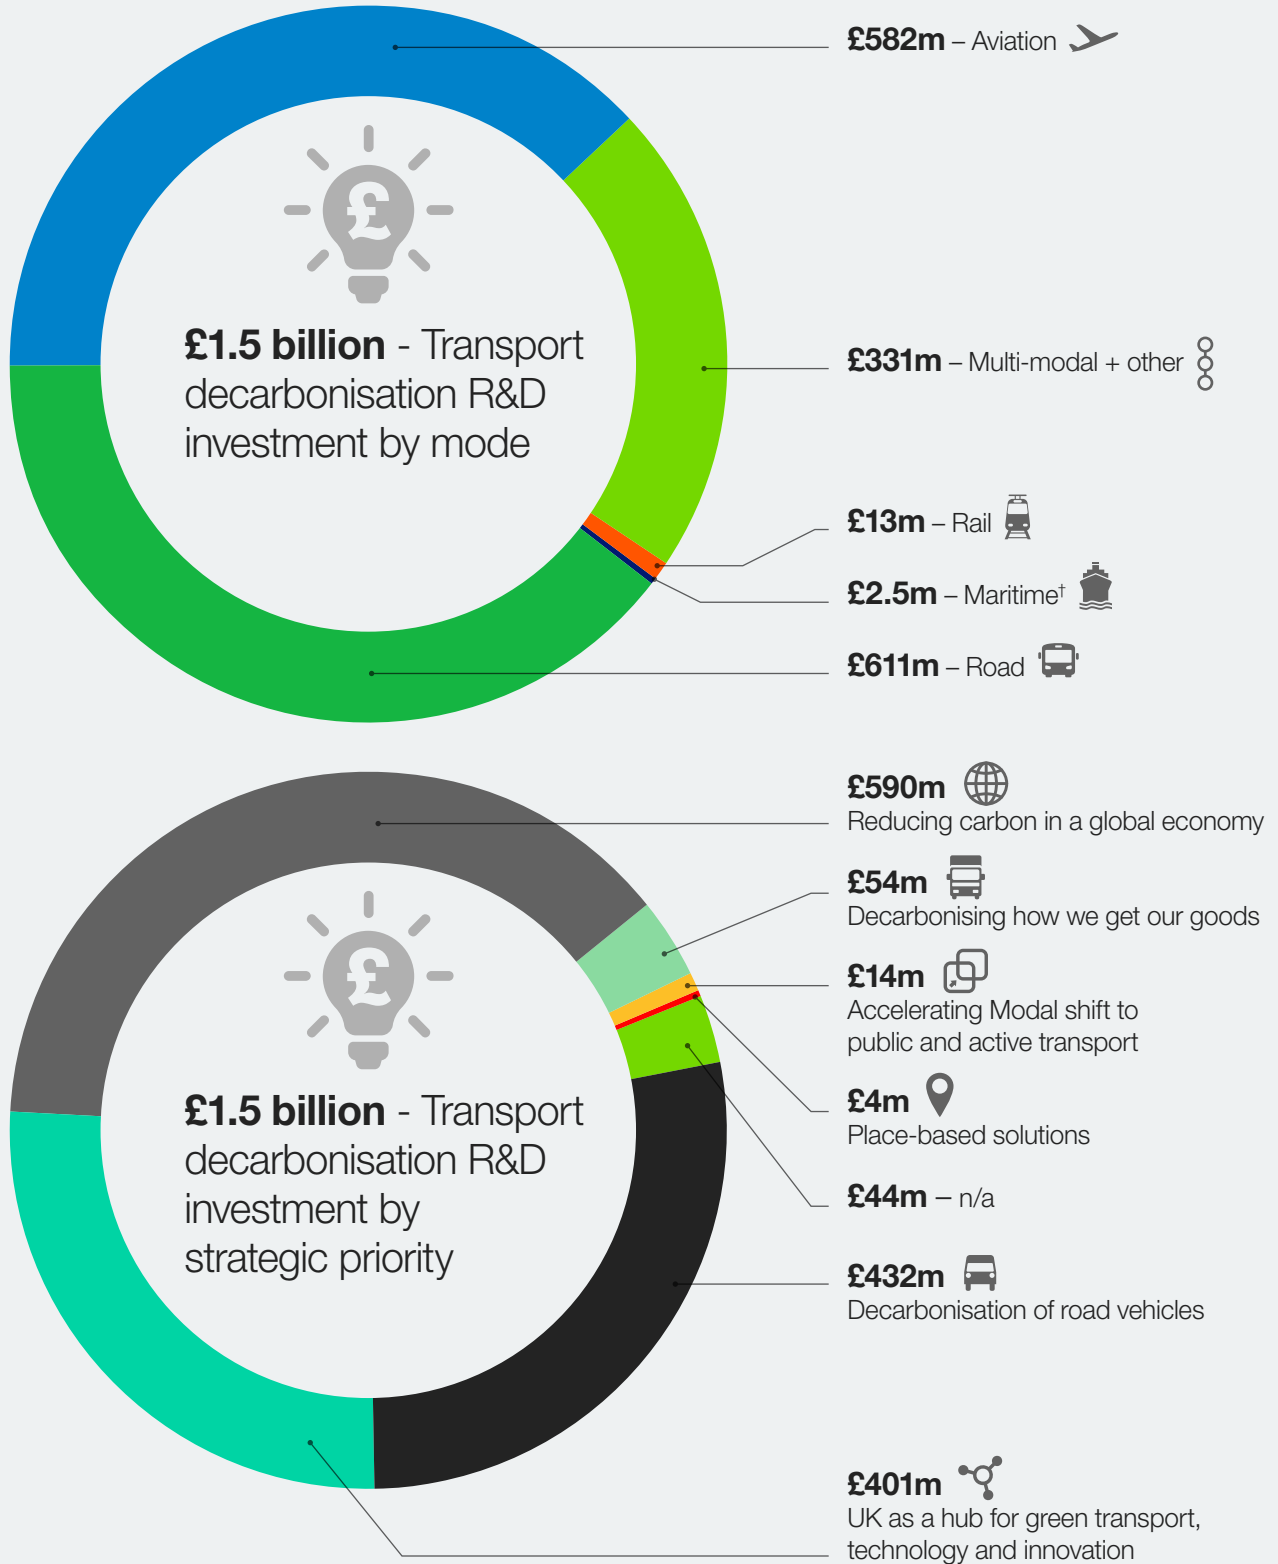 £582m – Aviation
£
£1.5 billion - Transport
decarbonisation R&D
investment by mode
£331m – Multi-modal + other
£13m – Rail
£2.5m – Maritime†
£611m – Road
£590m
Reducing carbon in a global economy
£54m
Decarbonising how we get our goods
£14m
Accelerating Modal shift to
public and active transport
£
£1.5 billion - Transport
decarbonisation R&D
investment by
strategic priority
£4m
Place-based solutions
£44m – n/a
£432m
Decarbonisation of road vehicles
£401m
UK as a hub for green transport,
technology and innovation